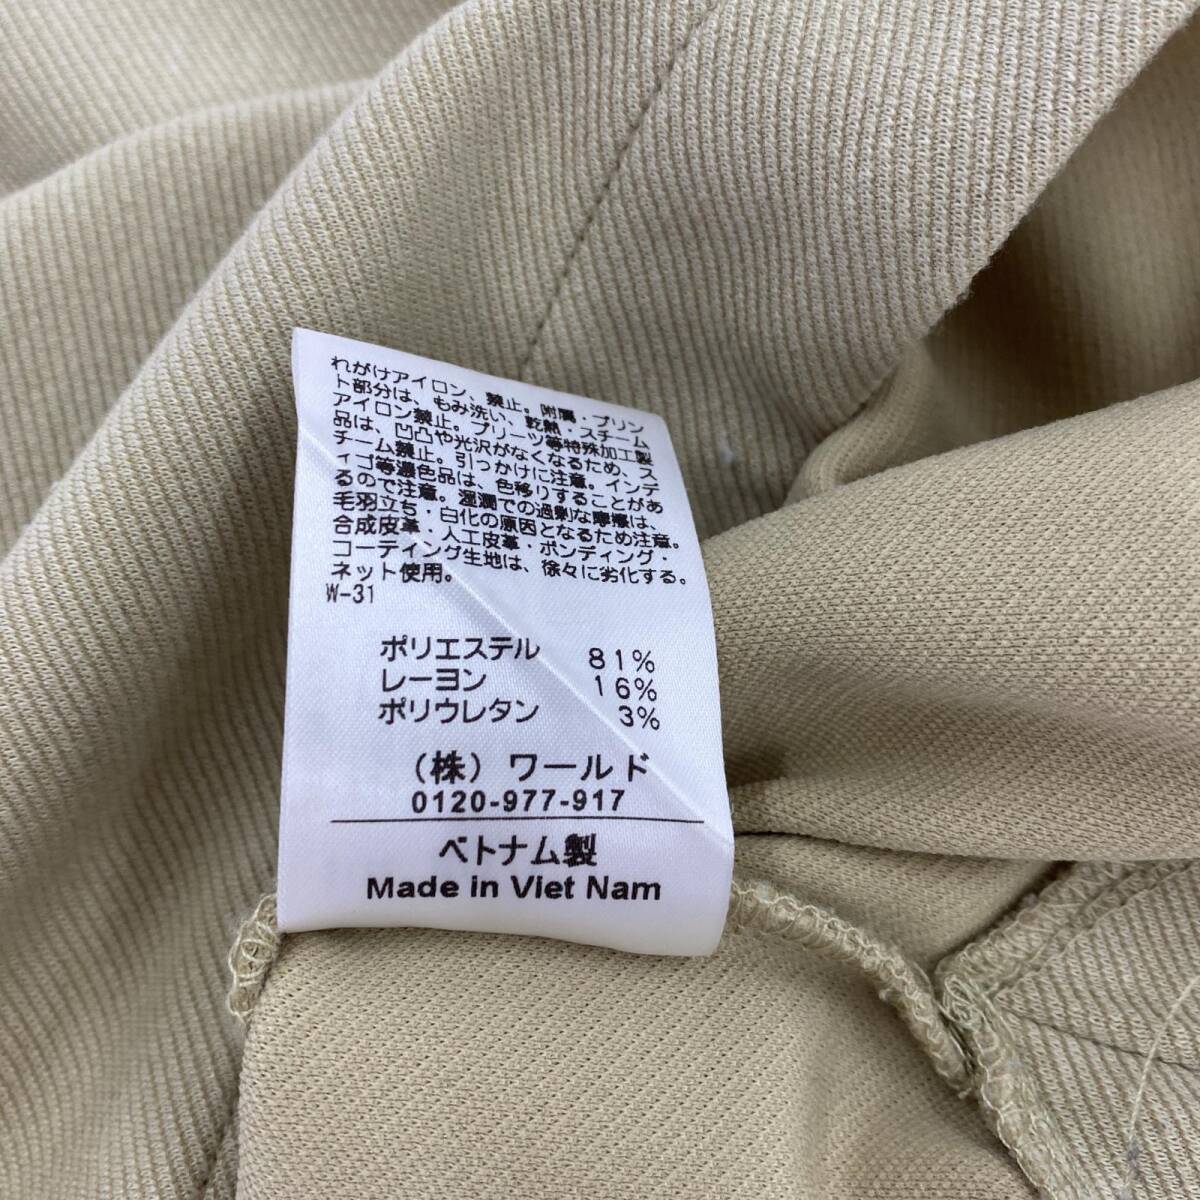 れがけアイロン、禁止。附属・プリン
ト部分は、もみ洗い、乾熱・スチーム
アイロン禁止。プリーツ等特殊加工製
品は、凹凸や光沢がなくなるため、ス
チーム禁止。引っかけに注意。インデ
ィゴ等濃色品は、色移りすることがあ
るので注意。湿潤での過剰な摩擦は、
毛羽立ち・白化の原因となるため注意。
合成皮革・人工皮革・ボンディング・
コーティング生地は、徐々に劣化する。
ネット使用。
W-31
ポリエステル 81%
レーヨン 16%
ポリウレタン 3%
（株）ワールド
0120-977-917
ベトナム製
Made in Viet Nam